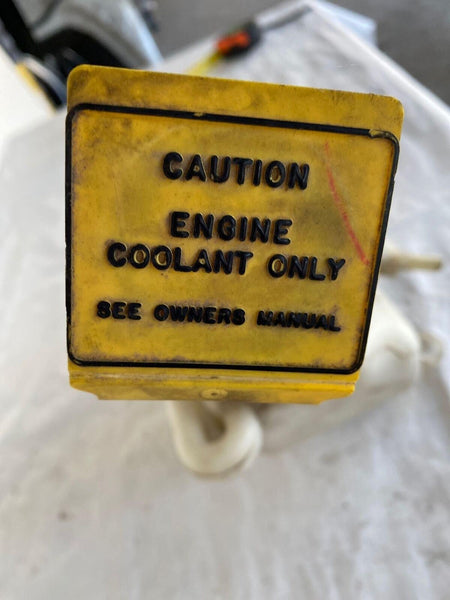 CAUTION
ENGINE
COOLANT ONLY
SEE OWNERS MANUAL